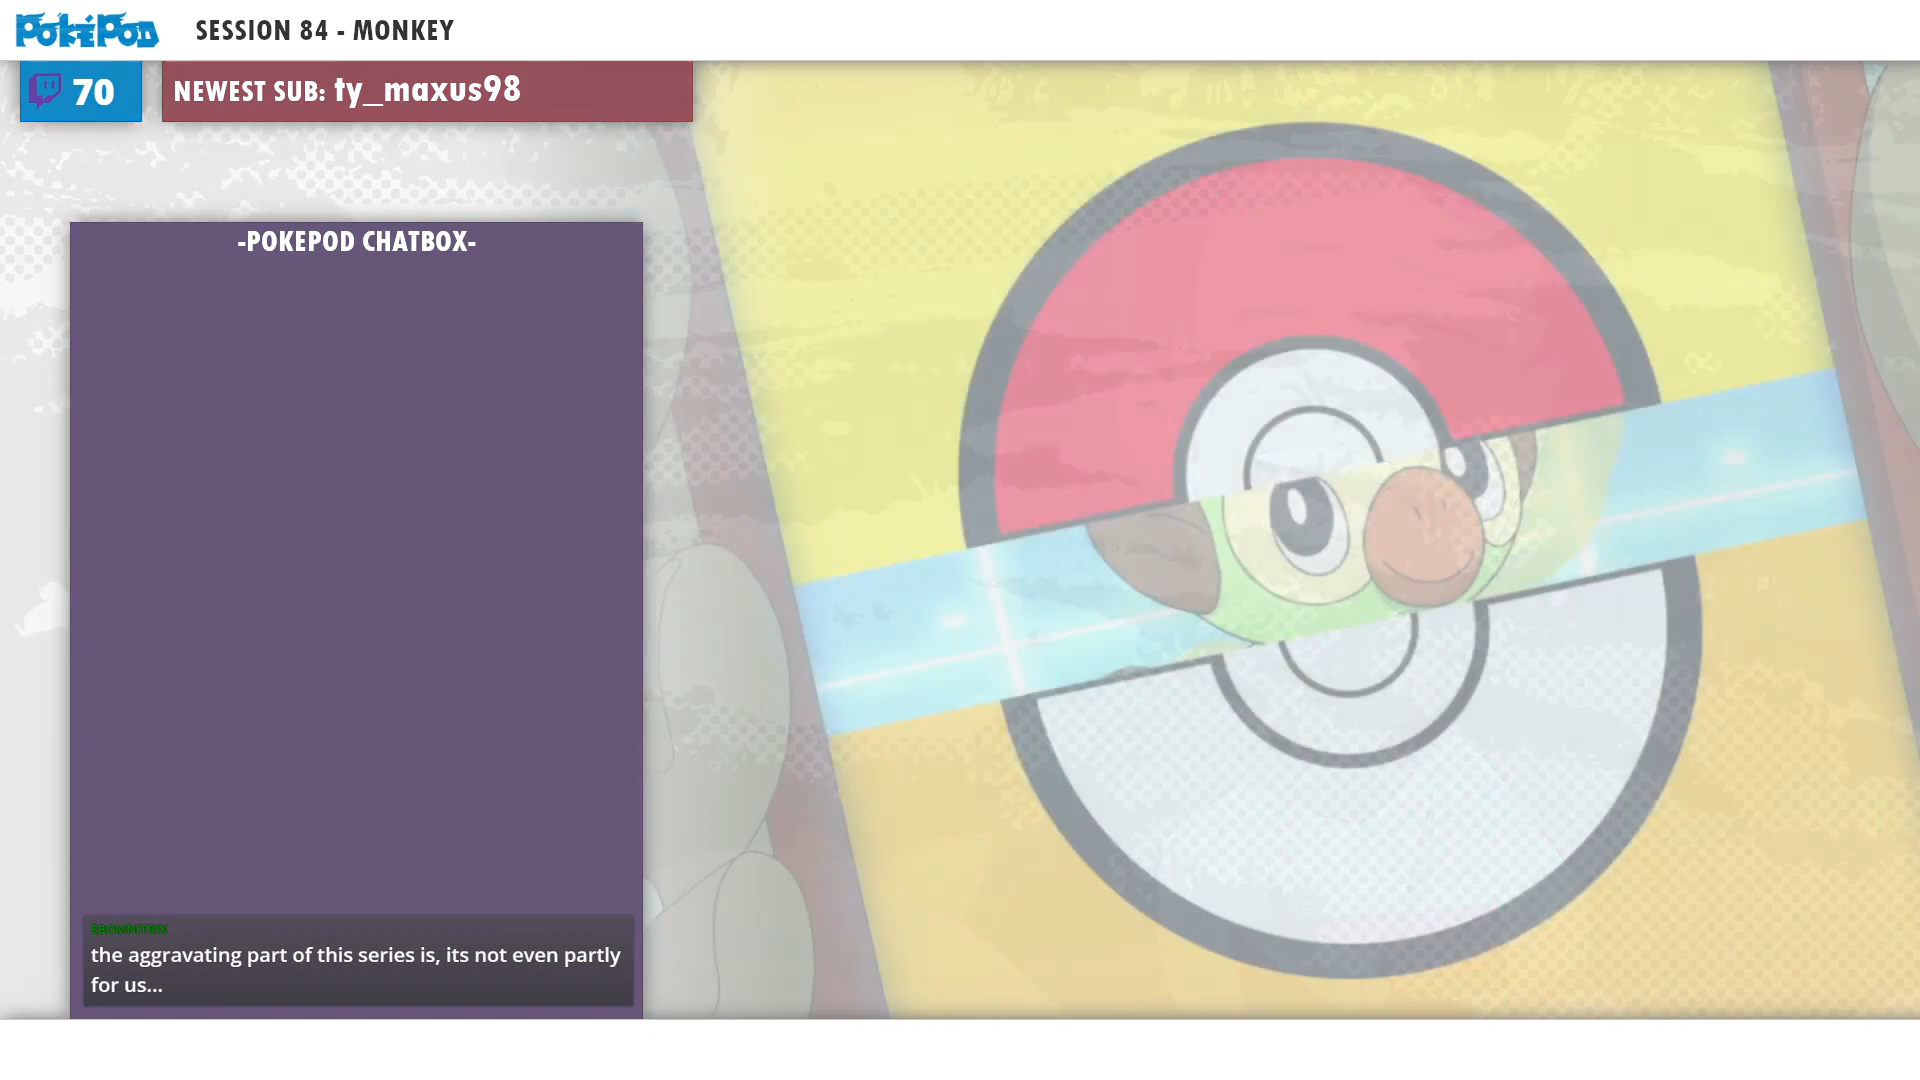 PokéPod
SESSION 84 - MONKEY
70
NEWEST SUB: ty_maxus98
-POKEPOD CHATBOX-
EBOMNITRIX
the aggravating part of this series is, its not even partly
for us...